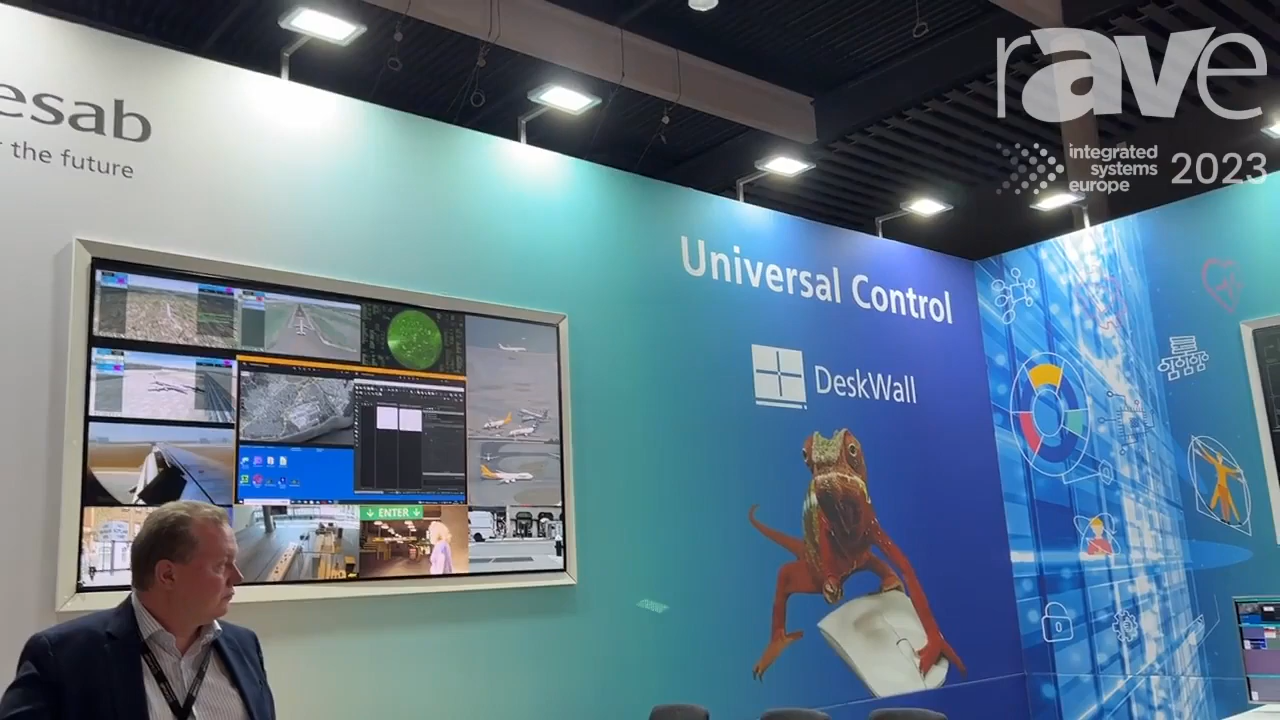 esab
r the future
rave
integrated
systems
europe
2023
Universal Control
DeskWall
↓ ENTER ↓